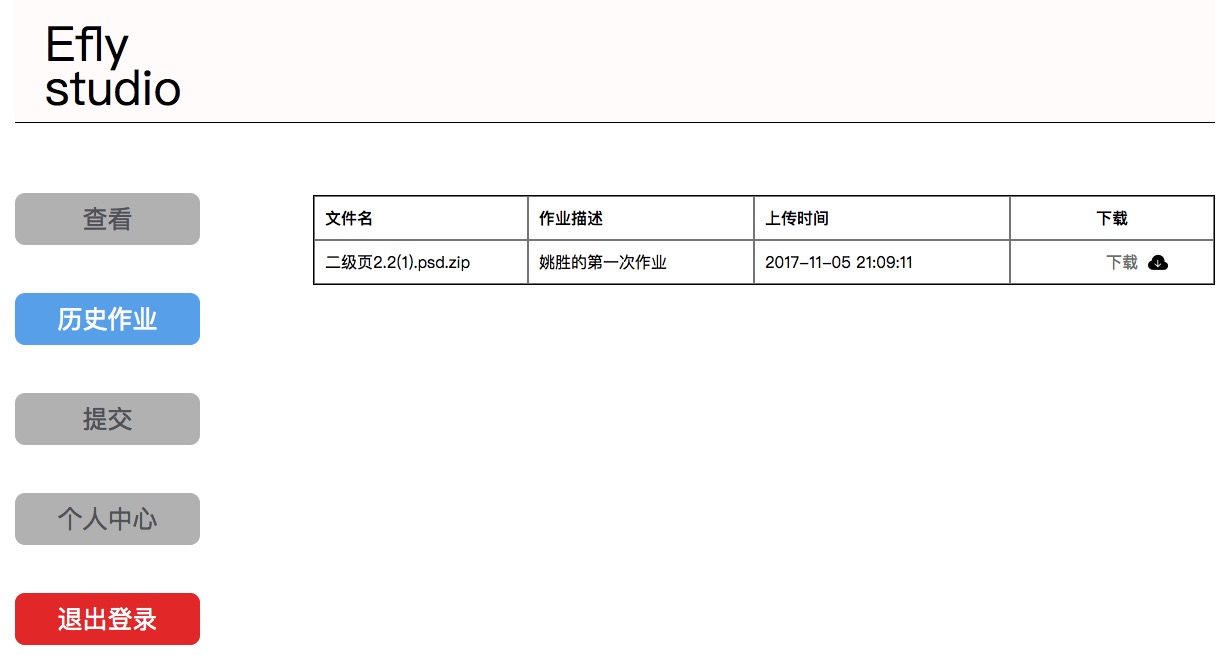 Efly
studio
查看
历史作业
提交
个人中心
退出登录
文件名 作业描述 上传时间 下载
二级页2.2(1).psd.zip 姚胜的第一次作业 2017-11-05 21:09:11 下载